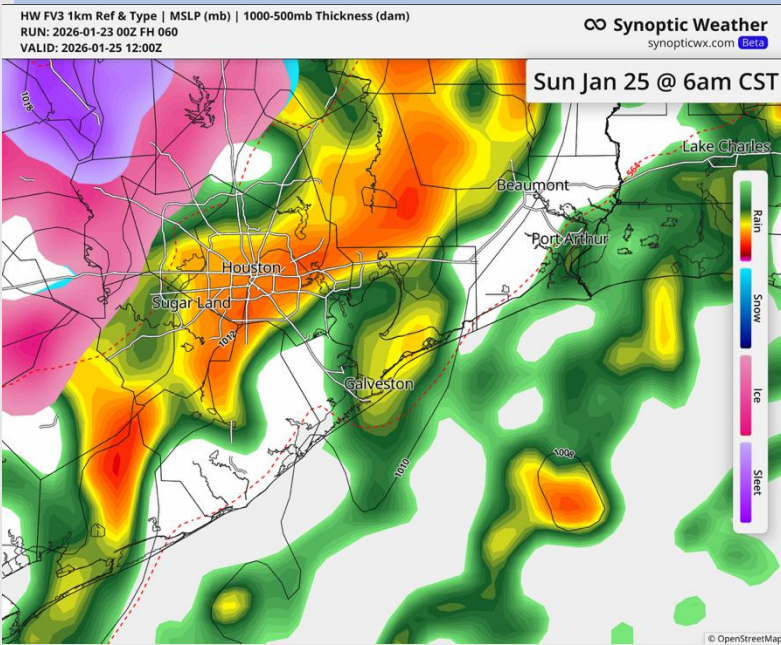 HW FV3 1km Ref & Type | MSLP (mb) | 1000-500mb Thickness (dam)
RUN: 2026-01-23 00Z FH 060
VALID: 2026-01-25 12:00Z
Synoptic Weather
synopticwx.com Beta
Sun Jan 25 @ 6am CST
1018
Lake Charles
564
Beaumont
Port Arthur
Houston
Sugar Land
1012
Galveston
1010
1008
Rain
Snow
Ice
Sleet
© OpenStreetMap